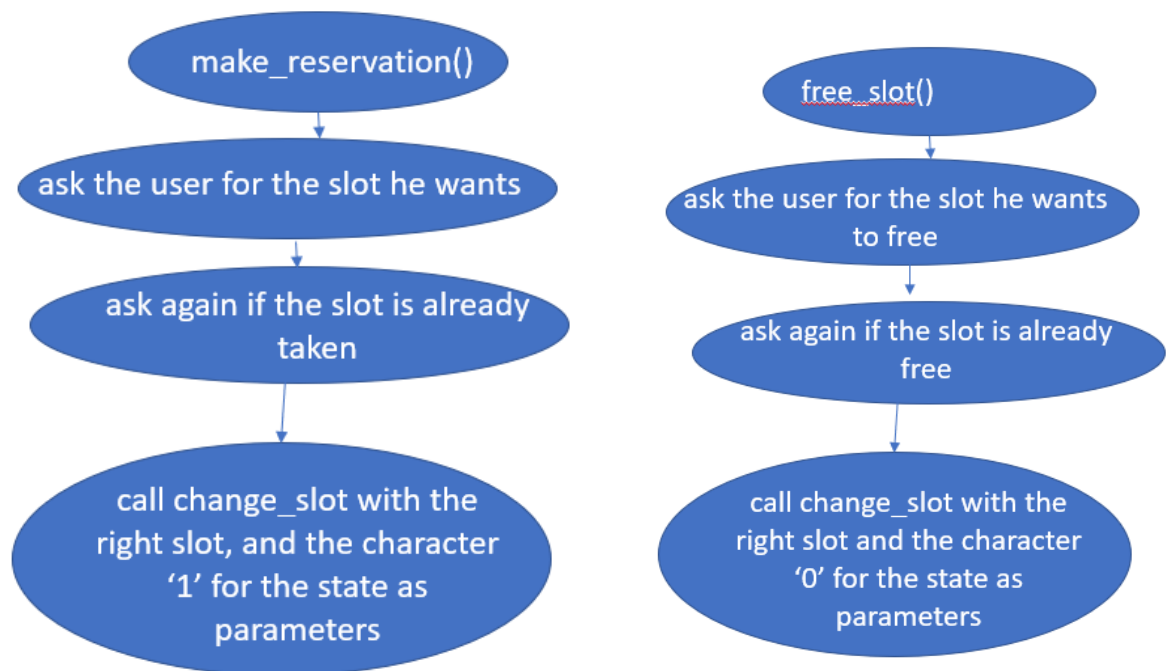 make_reservation()
ask the user for the slot he wants
ask again if the slot is already
taken
call change_slot with the
right slot, and the character
‘1’ for the state as
parameters
free_slot()
ask the user for the slot he wants
to free
ask again if the slot is already
free
call change_slot with the
right slot and the character
‘0’ for the state as
parameters